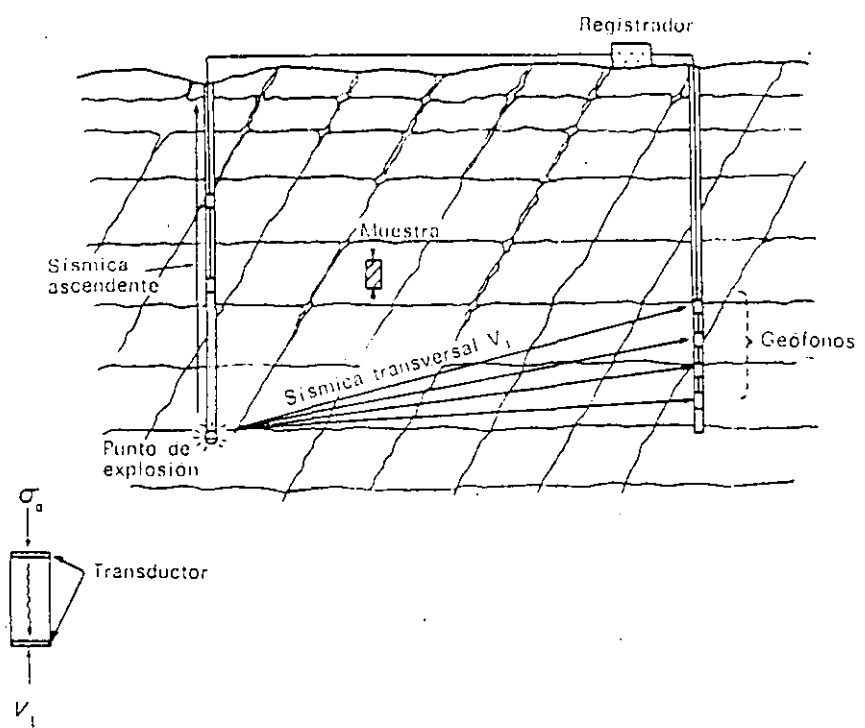 Registrador
Muestra
Sísmica
ascendente
Geófonos
Sísmica transversal V
Punto de
explosión
σ
Transductor
V